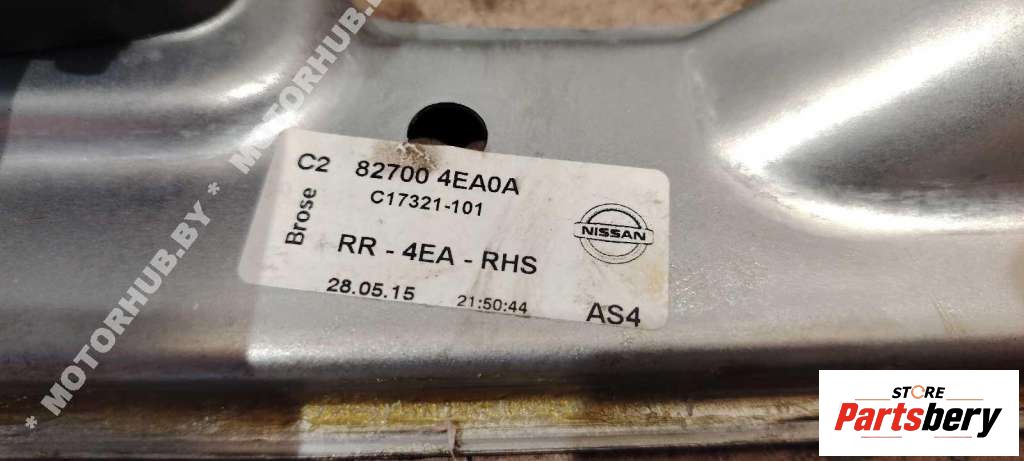 C2 82700 4EA0A
C17321-101
Brose
NISSAN
RR - 4EA - RHS
28.05.15 21:50:44
AS4
* MOTORHUB.BY * MOTORHUB.BY
STORE
Partsbery